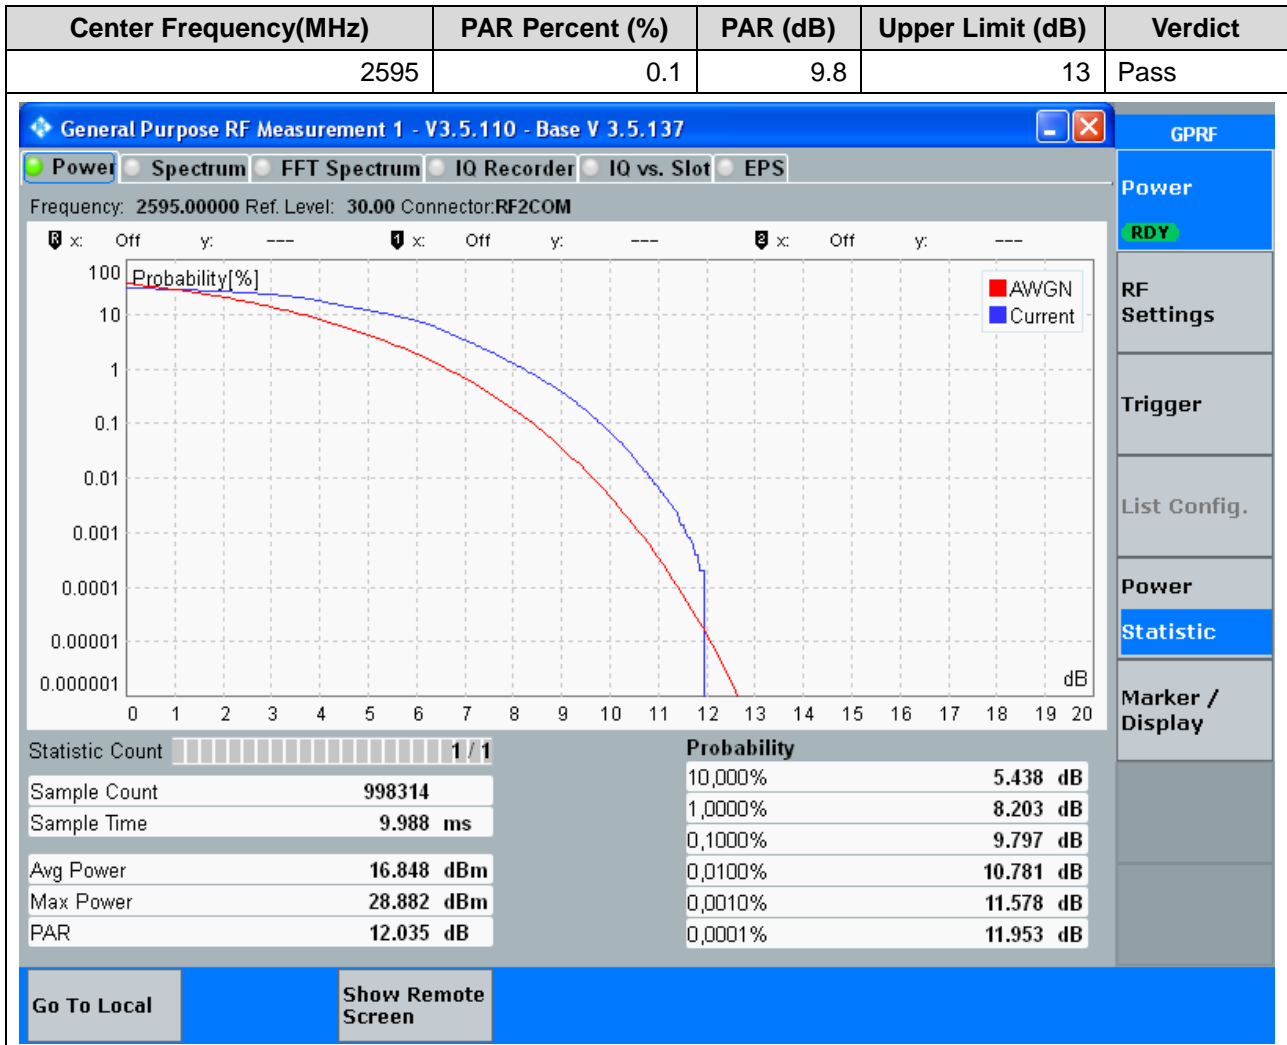 Center Frequency(MHz) PAR Percent (%) PAR (dB) Upper Limit (dB) Verdict
2595 0.1 9.8 13 Pass
General Purpose RF Measurement 1 - V3.5.110 - Base V 3.5.137
GPRF
Power Spectrum FFT Spectrum IQ Recorder IQ vs. Slot EPS
Power
RDY
Frequency: 2595.00000 Ref. Level: 30.00 Connector:RF2COM
R x: Off y: --- 1 x: Off y: --- 2 x: Off y: ---
Probability[%]
100
10
1
0.1
0.01
0.001
0.0001
0.00001
0.000001
AWGN
Current
dB
0 1 2 3 4 5 6 7 8 9 10 11 12 13 14 15 16 17 18 19 20
RF
Settings
Trigger
List Config.
Power
Statistic
Marker /
Display
Statistic Count 1 / 1
Sample Count 998314
Sample Time 9.988 ms
Avg Power 16.848 dBm
Max Power 28.882 dBm
PAR 12.035 dB
Probability
10,000% 5.438 dB
1,0000% 8.203 dB
0,1000% 9.797 dB
0,0100% 10.781 dB
0,0010% 11.578 dB
0,0001% 11.953 dB
Go To Local
Show Remote
Screen